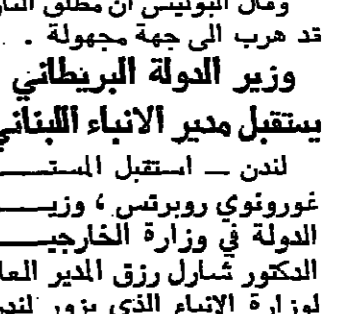 وقال البوليس ان مطلق النار
قد هرب الى جهة مجهولة .
وزير الدولة البريطاني
يستقبل مدير الانباء اللبناني
لندن — استقبل المستر
غورونوي روبرتس ، وزير
الدولة في وزارة الخارجية
الدكتور شارل رزق المدير العام
لوزارة الانباء الذي يزور لندن